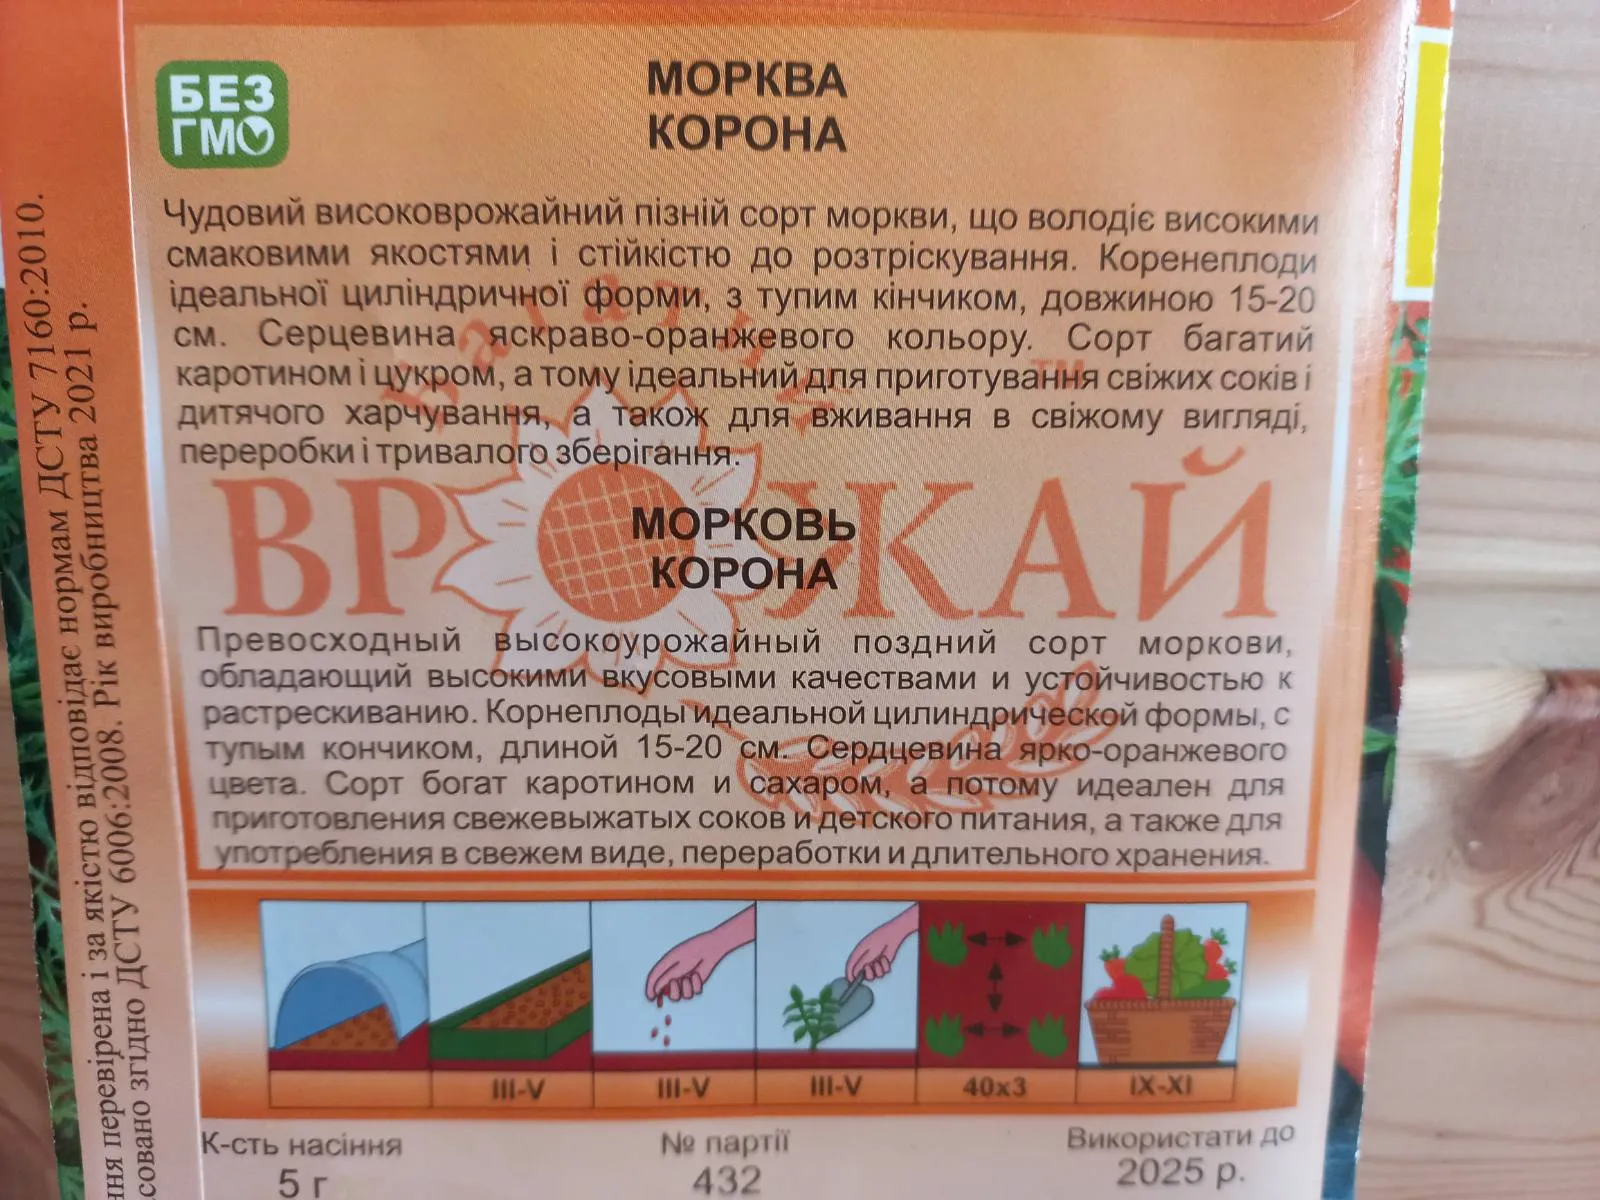 БЕЗ
ГМО
МОРКВА
КОРОНА
Чудовий високоврожайний пізній сорт моркви, що володіє високими
смаковими якостями і стійкістю до розтріскування. Коренеплоди
ідеальної циліндричної форми, з тупим кінчиком, довжиною 15-20
см. Серцевина яскраво-оранжевого кольору. Сорт багатий
каротином і цукром, а тому ідеальний для приготування свіжих соків і
дитячого харчування, а також для вживання в свіжому вигляді,
переробки і тривалого зберігання.
Багатий
ТМ
ВРОЖАЙ
МОРКОВЬ
КОРОНА
Превосходный высокоурожайный поздний сорт моркови,
обладающий высокими вкусовыми качествами и устойчивостью к
растрескиванию. Корнеплоды идеальной цилиндрической формы, с
тупым кончиком, длиной 15-20 см. Сердцевина ярко-оранжевого
цвета. Сорт богат каротином и сахаром, а потому идеален для
приготовления свежевыжатых соков и детского питания, а также для
употребления в свежем виде, переработки и длительного хранения.
III-V
III-V
III-V
40x3
IX-XI
К-сть насіння
5 г
№ партії
432
Використати до
2025 р.
перевірена і за якістю відповідає нормам ДСТУ 7160:2010.
згідно ДСТУ 6006:2008. Рік виробництва 2021 р.